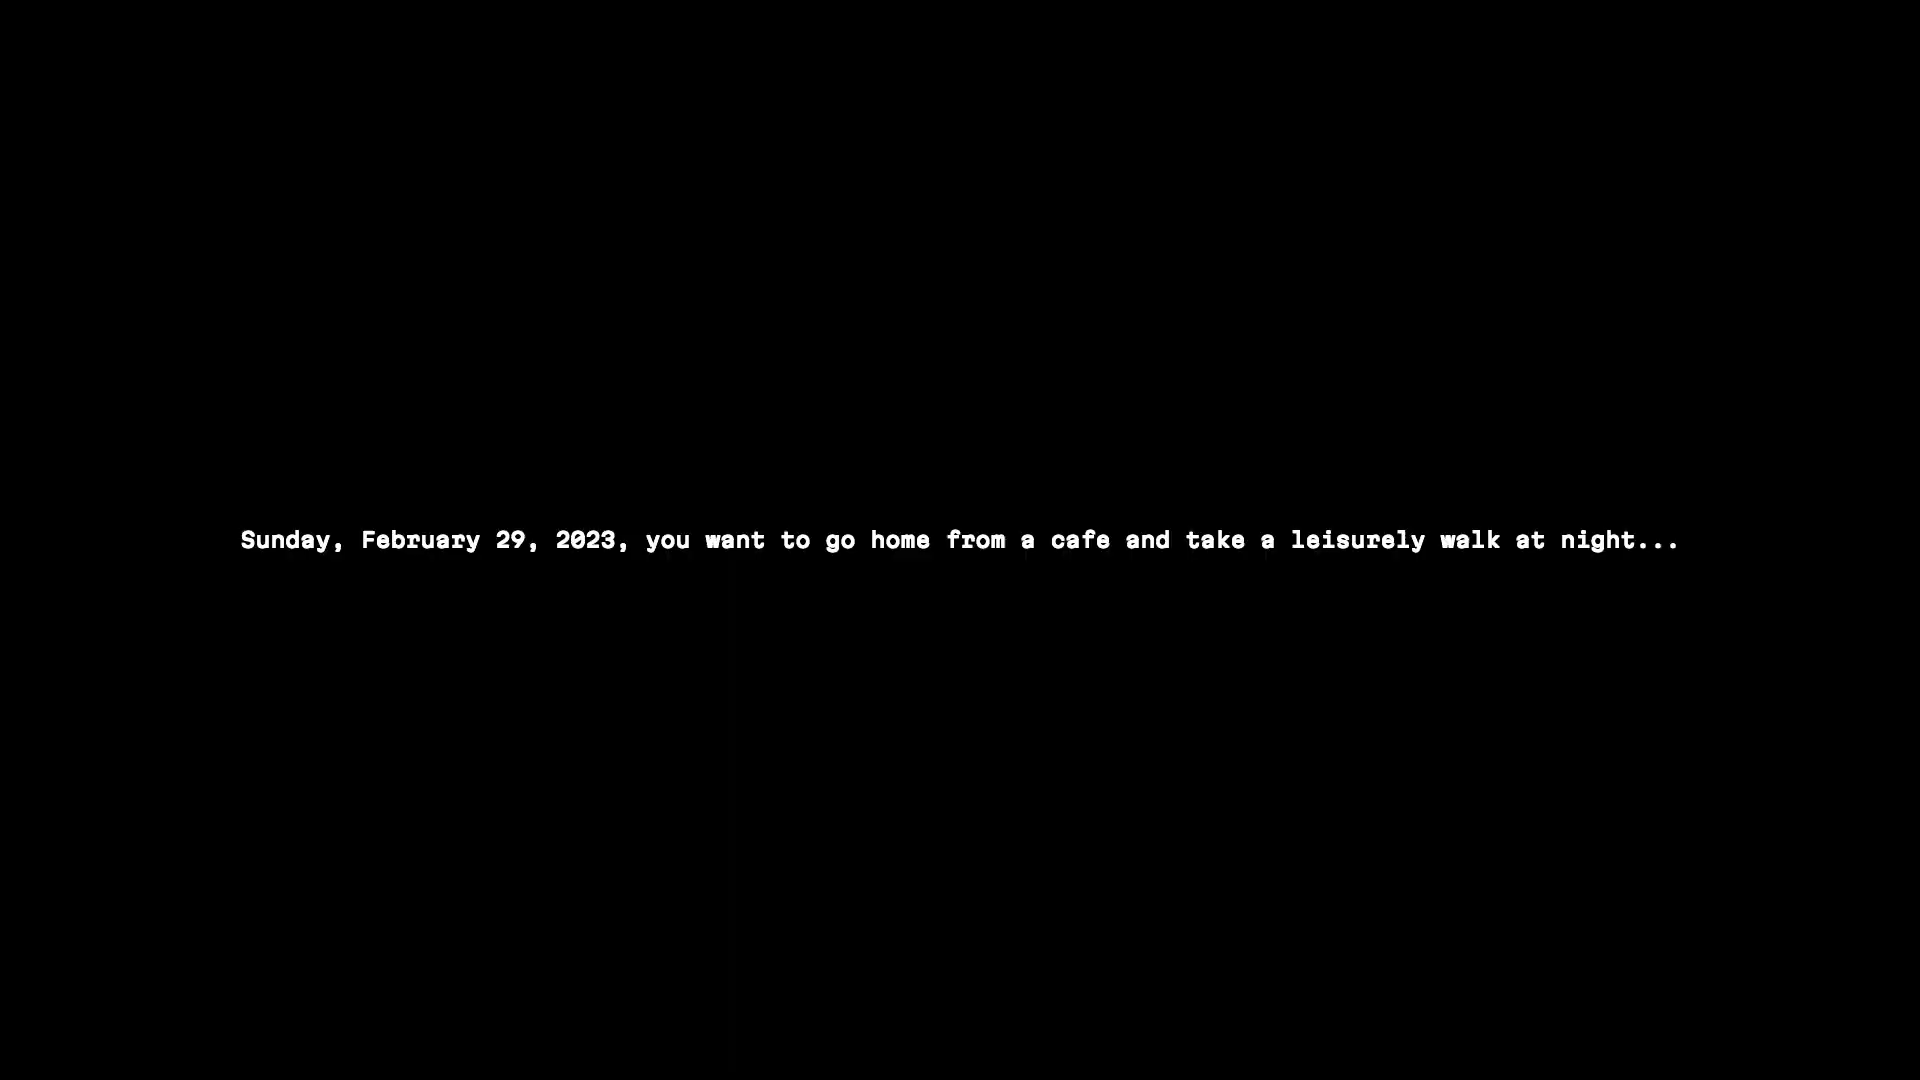 Sunday, February 29, 2023, you want to go home from a cafe and take a leisurely walk at night...